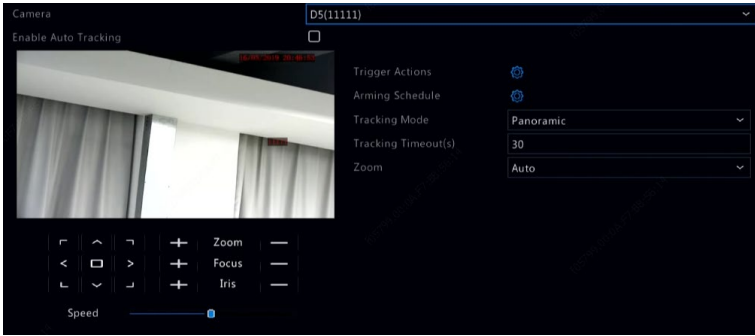 Camera
D5(11111)
Enable Auto Tracking
Trigger Actions
Arming Schedule
Tracking Mode
Panoramic
Tracking Timeout(s)
30
Zoom
Auto
Zoom
Focus
Iris
Speed